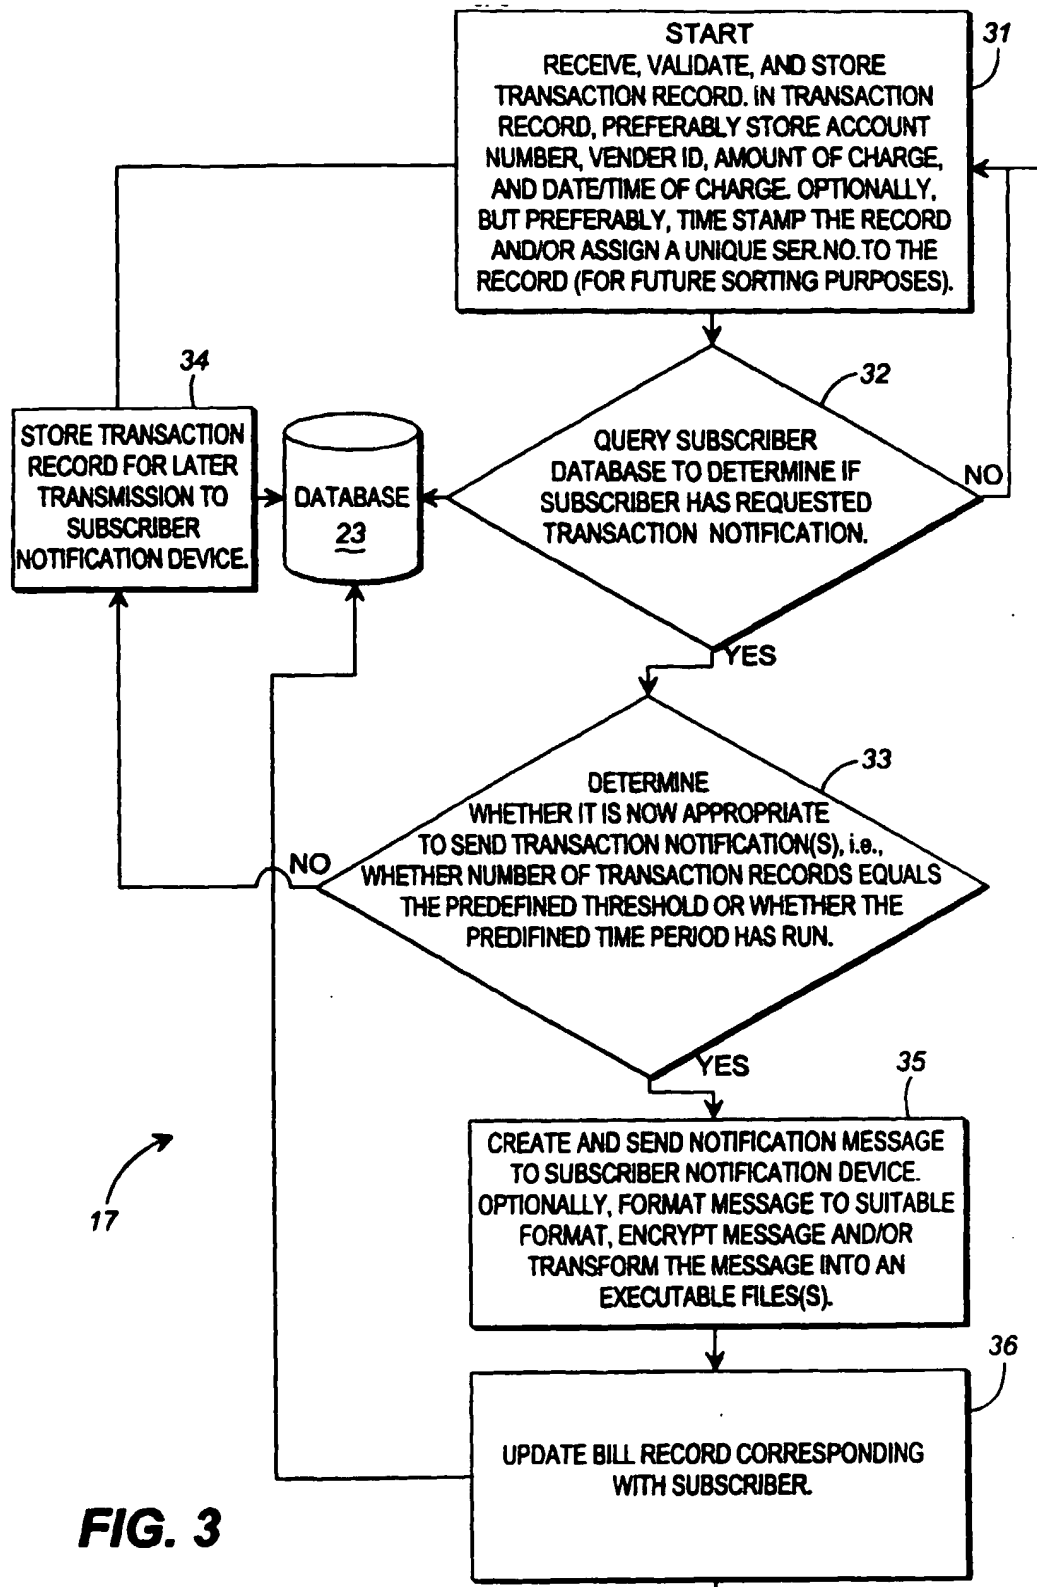 START
RECEIVE, VALIDATE, AND STORE
TRANSACTION RECORD. IN TRANSACTION
RECORD, PREFERABLY STORE ACCOUNT
NUMBER, VENDER ID, AMOUNT OF CHARGE,
AND DATE/TIME OF CHARGE. OPTIONALLY,
BUT PREFERABLY, TIME STAMP THE RECORD
AND/OR ASSIGN A UNIQUE SER.NO.TO THE
RECORD (FOR FUTURE SORTING PURPOSES).
31
32
QUERY SUBSCRIBER
DATABASE TO DETERMINE IF
SUBSCRIBER HAS REQUESTED
TRANSACTION NOTIFICATION.
NO
YES
34
STORE TRANSACTION
RECORD FOR LATER
TRANSMISSION TO
SUBSCRIBER
NOTIFICATION DEVICE.
DATABASE
23
33
DETERMINE
WHETHER IT IS NOW APPROPRIATE
TO SEND TRANSACTION NOTIFICATION(S), i.e.,
WHETHER NUMBER OF TRANSACTION RECORDS EQUALS
THE PREDEFINED THRESHOLD OR WHETHER THE
PREDIFINED TIME PERIOD HAS RUN.
NO
YES
35
CREATE AND SEND NOTIFICATION MESSAGE
TO SUBSCRIBER NOTIFICATION DEVICE.
OPTIONALLY, FORMAT MESSAGE TO SUITABLE
FORMAT, ENCRYPT MESSAGE AND/OR
TRANSFORM THE MESSAGE INTO AN
EXECUTABLE FILES(S).
17
36
UPDATE BILL RECORD CORRESPONDING
WITH SUBSCRIBER.
FIG. 3